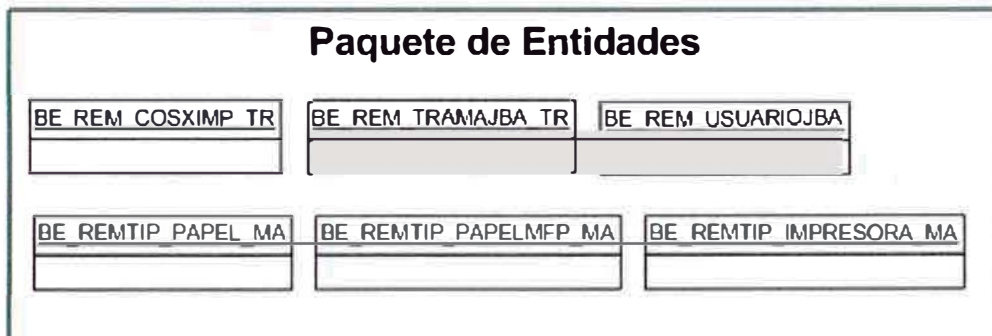 Paquete de Entidades
BE_REM_COSXIMP_TR BE_REM_TRAMAJBA_TR BE_REM_USUARIOJBA
BE_REMTIP_PAPEL_MA BE_REMTIP_PAPELMFP_MA BE_REMTIP_IMPRESORA_MA